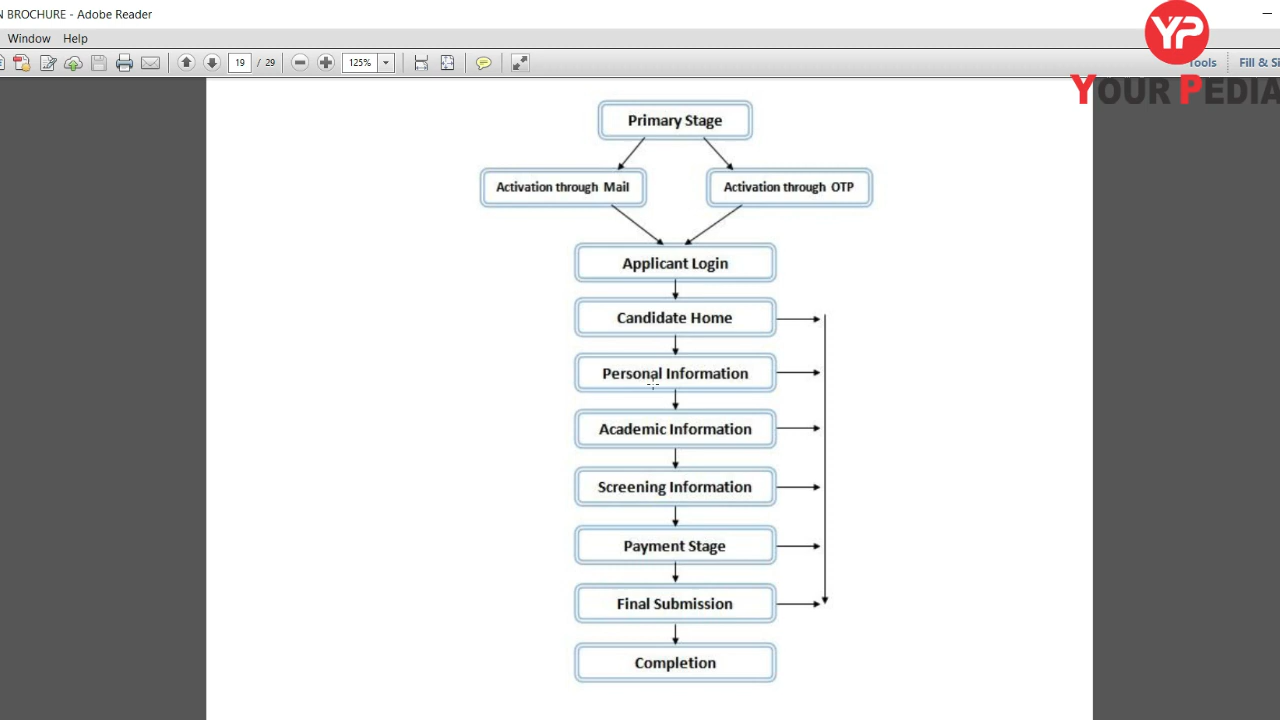 N BROCHURE - Adobe Reader
Window Help
19 / 29 125%
Tools Fill & Si
YP
YOUR PEDIA
Primary Stage
Activation through Mail Activation through OTP
Applicant Login
Candidate Home
Personal Information
Academic Information
Screening Information
Payment Stage
Final Submission
Completion